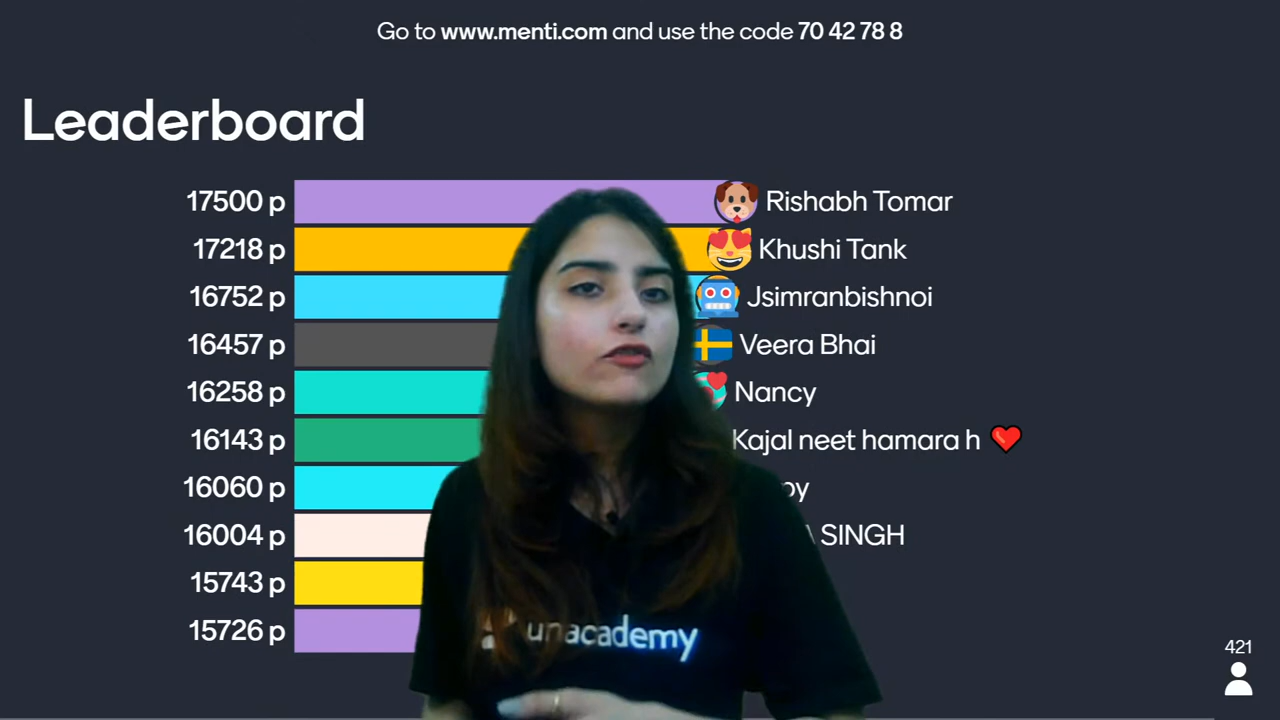 Go to www.menti.com and use the code 70 42 78 8
Leaderboard
17500 p Rishabh Tomar
17218 p Khushi Tank
16752 p Jsimranbishnoi
16457 p Veera Bhai
16258 p Nancy
16143 p Kajal neet hamara h ❤️
16060 p
16004 p SINGH
15743 p
15726 p
unacademy
421